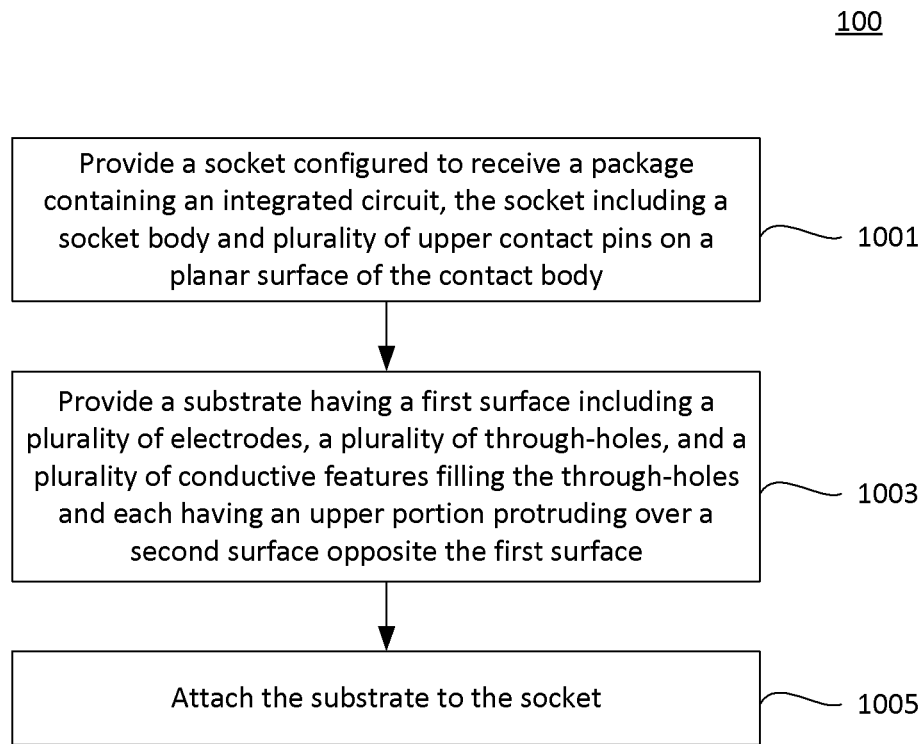 100
Provide a socket configured to receive a package
containing an integrated circuit, the socket including a
socket body and plurality of upper contact pins on a
planar surface of the contact body
1001
Provide a substrate having a first surface including a
plurality of electrodes, a plurality of through-holes, and a
plurality of conductive features filling the through-holes
and each having an upper portion protruding over a
second surface opposite the first surface
1003
Attach the substrate to the socket
1005